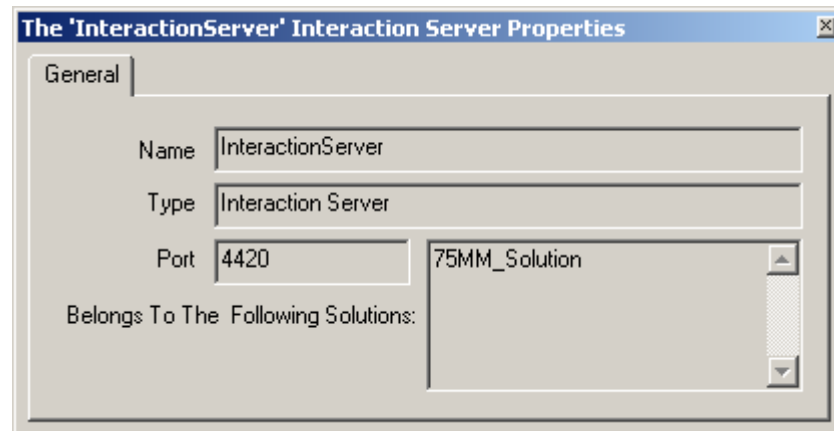 The 'InteractionServer' Interaction Server Properties
General
Name InteractionServer
Type Interaction Server
Port 4420 75MM_Solution
Belongs To The Following Solutions: